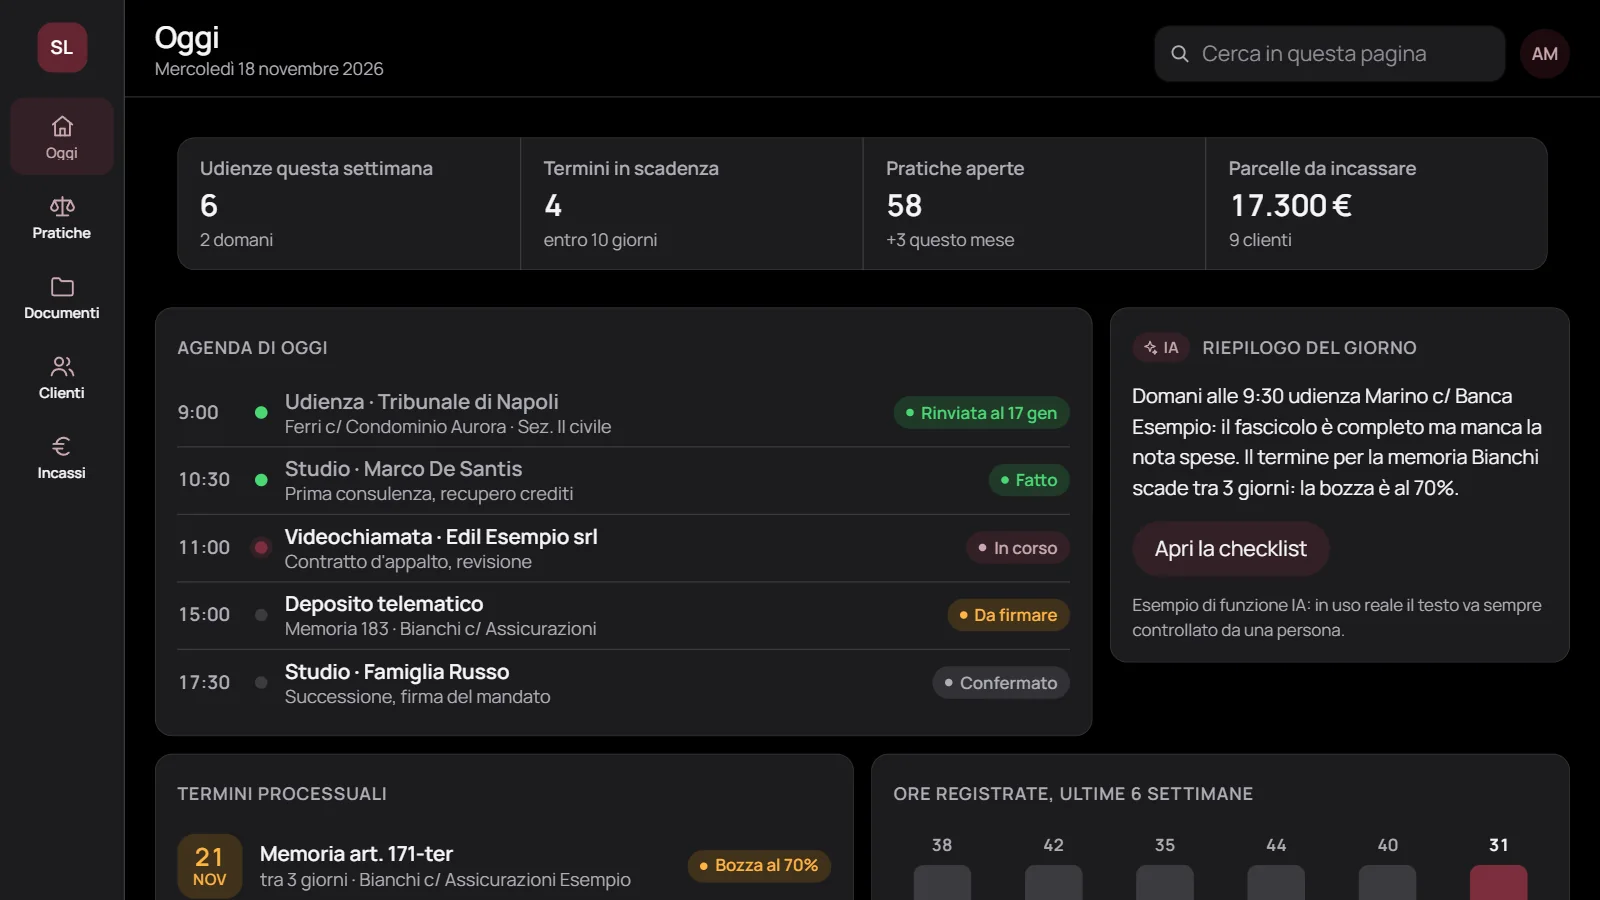 SL
Oggi
Pratiche
Documenti
Clienti
Incassi
Oggi
Mercoledì 18 novembre 2026
Cerca in questa pagina
AM
Udienze questa settimana
6
2 domani
Termini in scadenza
4
entro 10 giorni
Pratiche aperte
58
+3 questo mese
Parcelle da incassare
17.300 €
9 clienti
AGENDA DI OGGI
9:00
Udienza · Tribunale di Napoli
Ferri c/ Condominio Aurora · Sez. II civile
Rinviata al 17 gen
10:30
Studio · Marco De Santis
Prima consulenza, recupero crediti
Fatto
11:00
Videochiamata · Edil Esempio srl
Contratto d'appalto, revisione
In corso
15:00
Deposito telematico
Memoria 183 · Bianchi c/ Assicurazioni
Da firmare
17:30
Studio · Famiglia Russo
Successione, firma del mandato
Confermato
IA
RIEPILOGO DEL GIORNO
Domani alle 9:30 udienza Marino c/ Banca
Esempio: il fascicolo è completo ma manca la
nota spese. Il termine per la memoria Bianchi
scade tra 3 giorni: la bozza è al 70%.
Apri la checklist
Esempio di funzione IA: in uso reale il testo va sempre
controllato da una persona.
TERMINI PROCESSUALI
21
NOV
Memoria art. 171-ter
tra 3 giorni · Bianchi c/ Assicurazioni Esempio
Bozza al 70%
ORE REGISTRATE, ULTIME 6 SETTIMANE
38
42
35
44
40
31